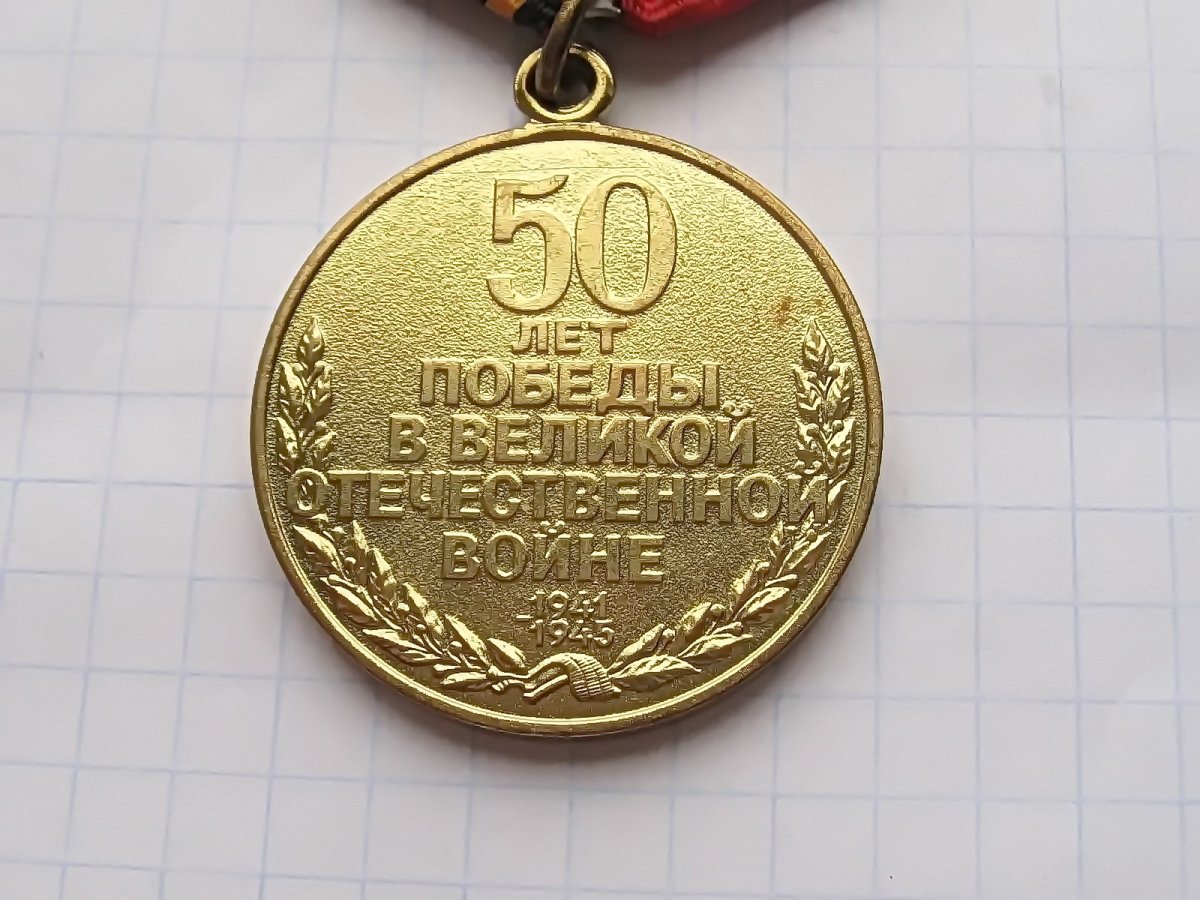 50
ЛЕТ
ПОБЕДЫ
В ВЕЛИКОЙ
ОТЕЧЕСТВЕННОЙ
ВОЙНЕ
1941
1945